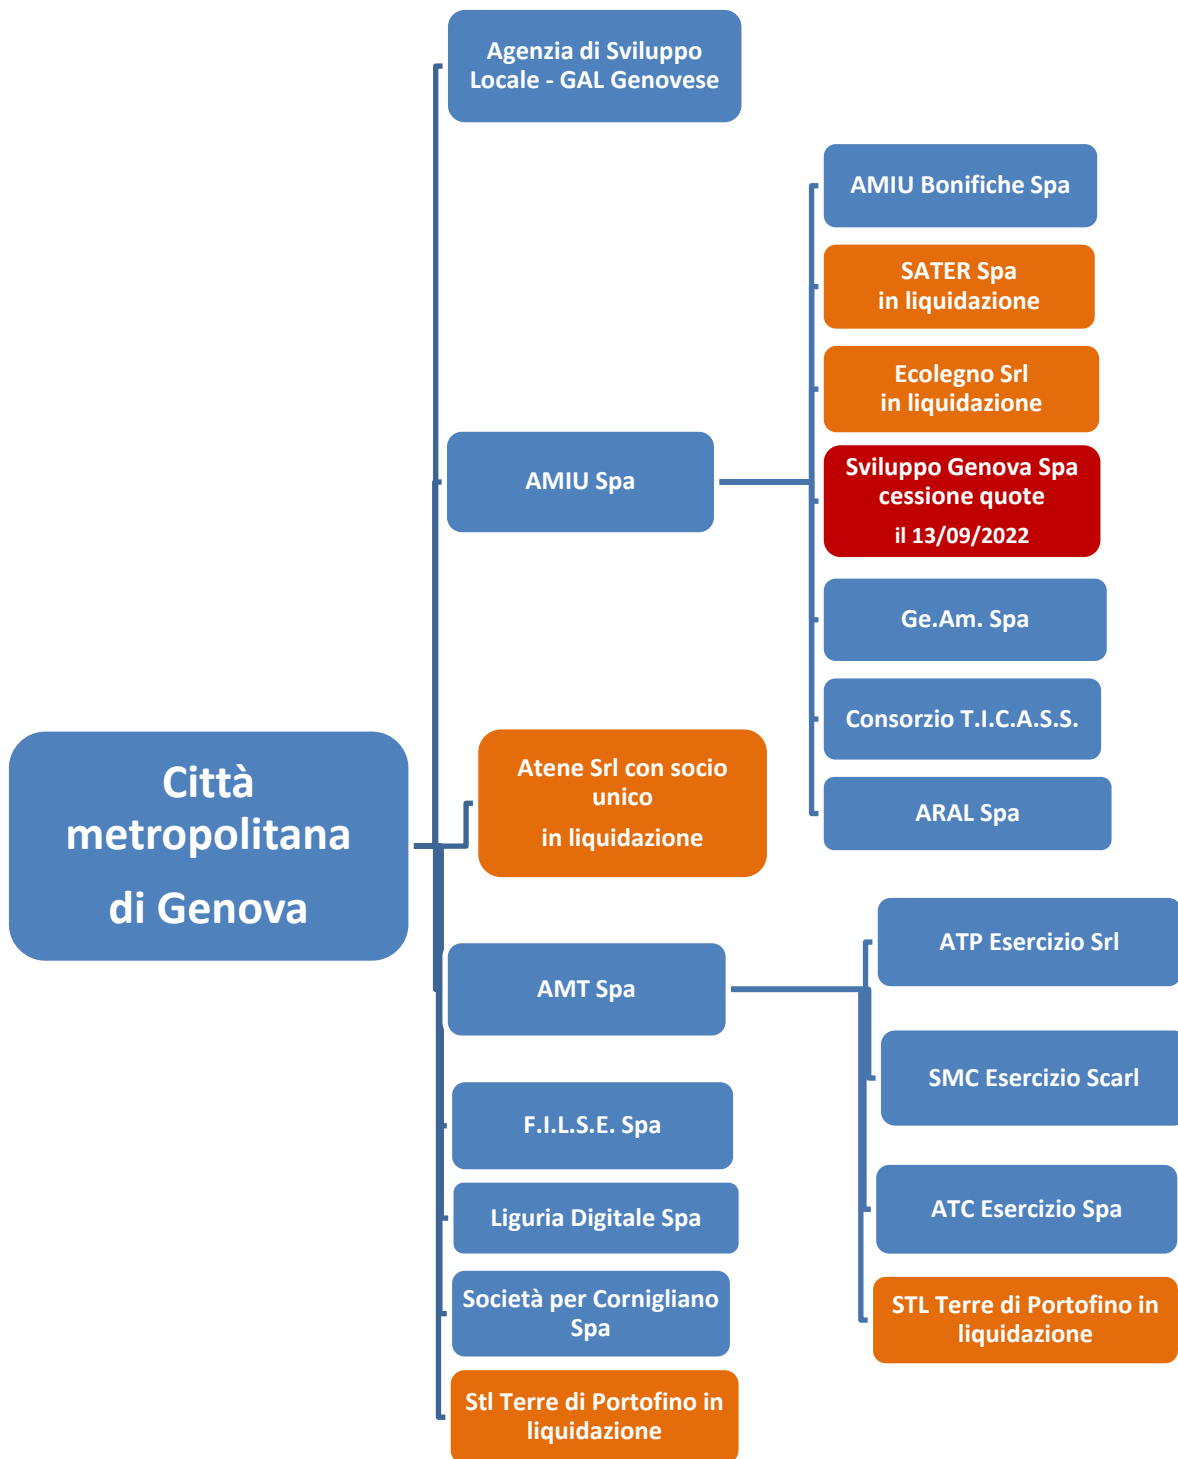 Agenzia di Sviluppo
Locale - GAL Genovese
AMIU Bonifiche Spa
SATER Spa
in liquidazione
Ecolegno Srl
in liquidazione
AMIU Spa
Sviluppo Genova Spa
cessione quote
il 13/09/2022
Ge.Am. Spa
Consorzio T.I.C.A.S.S.
ARAL Spa
Città
metropolitana
di Genova
Atene Srl con socio
unico
in liquidazione
AMT Spa
ATP Esercizio Srl
SMC Esercizio Scarl
ATC Esercizio Spa
STL Terre di Portofino in
liquidazione
F.I.L.S.E. Spa
Liguria Digitale Spa
Società per Cornigliano
Spa
Stl Terre di Portofino in
liquidazione